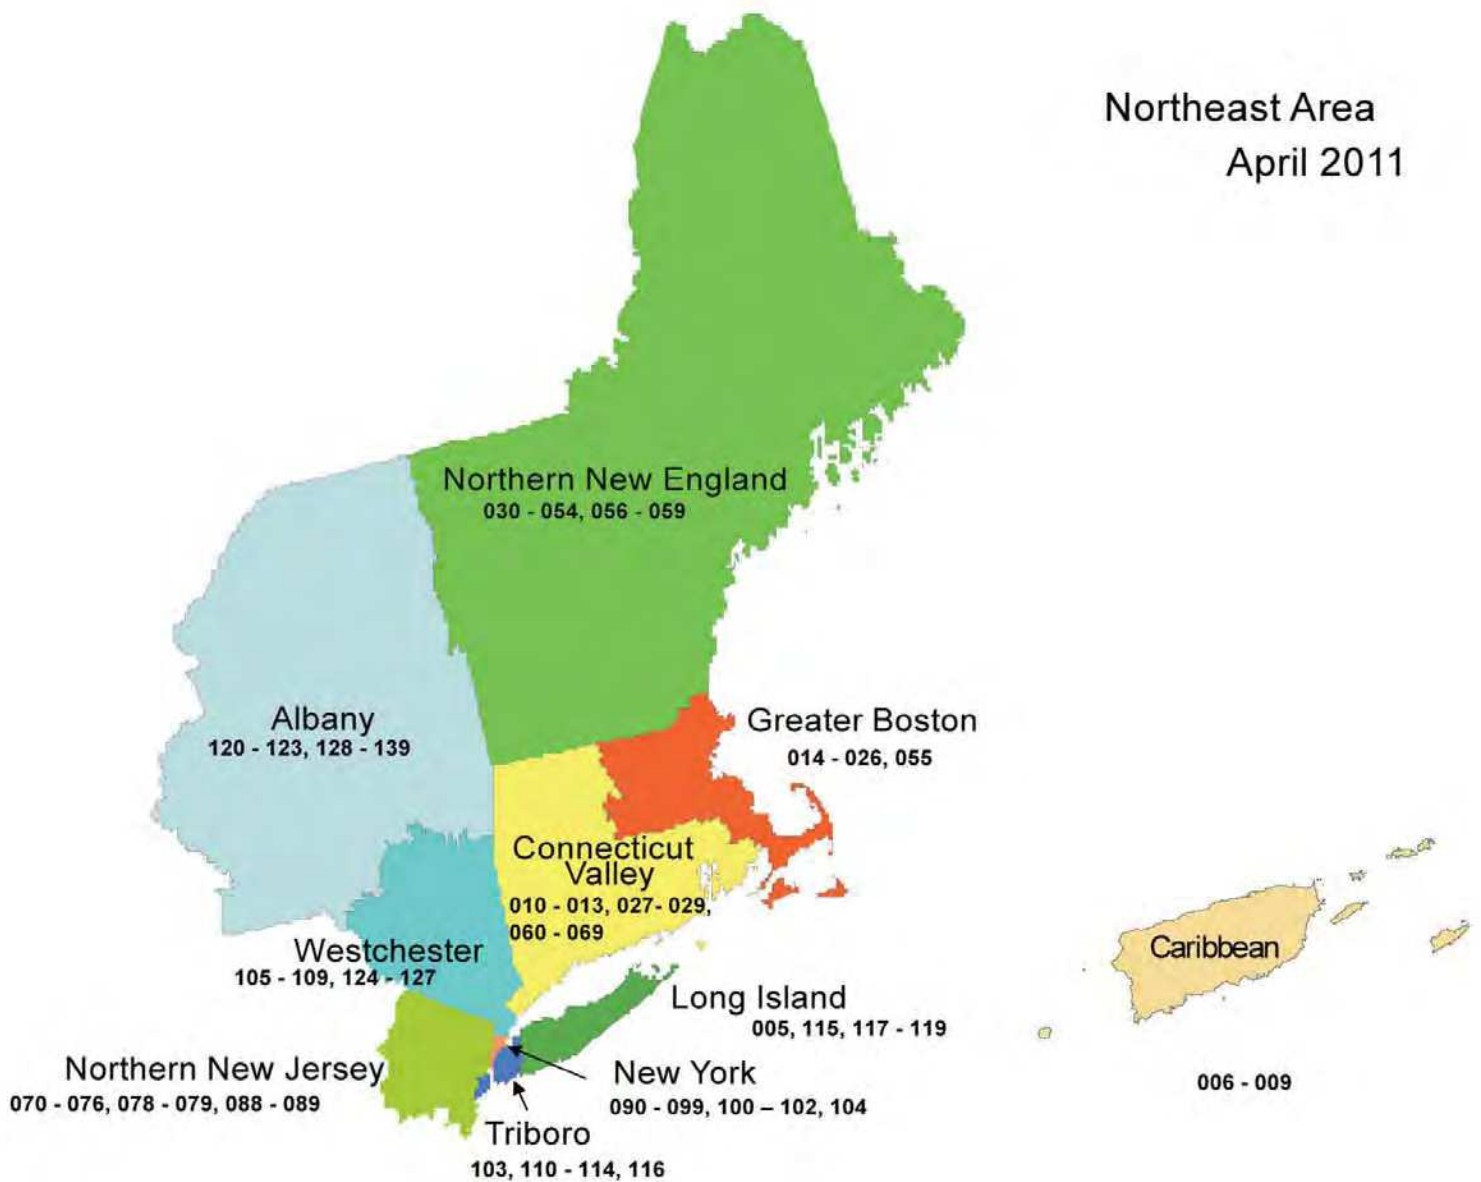 Northeast Area
April 2011
Northern New England
030 - 054, 056 - 059
Albany
120 - 123, 128 - 139
Greater Boston
014 - 026, 055
Connecticut
Valley
010 - 013, 027- 029,
060 - 069
Westchester
105 - 109, 124 - 127
Caribbean
006 - 009
Long Island
005, 115, 117 - 119
Northern New Jersey
070 - 076, 078 - 079, 088 - 089
New York
090 - 099, 100 – 102, 104
Triboro
103, 110 - 114, 116